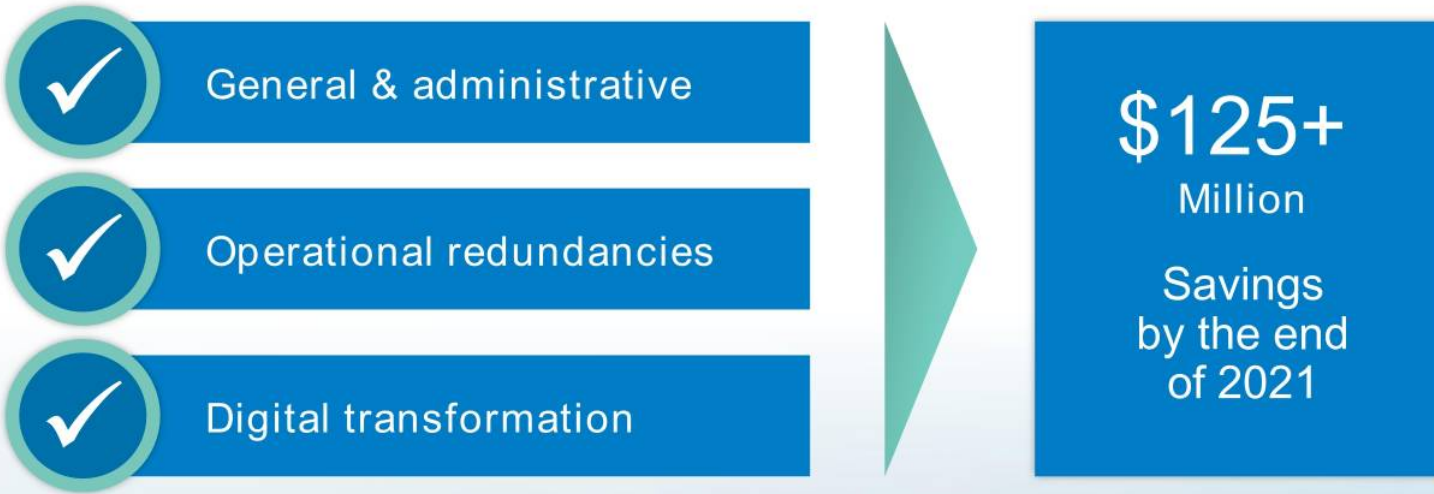 General & administrative
Operational redundancies
Digital transformation
$125+
Million
Savings
by the end
of 2021